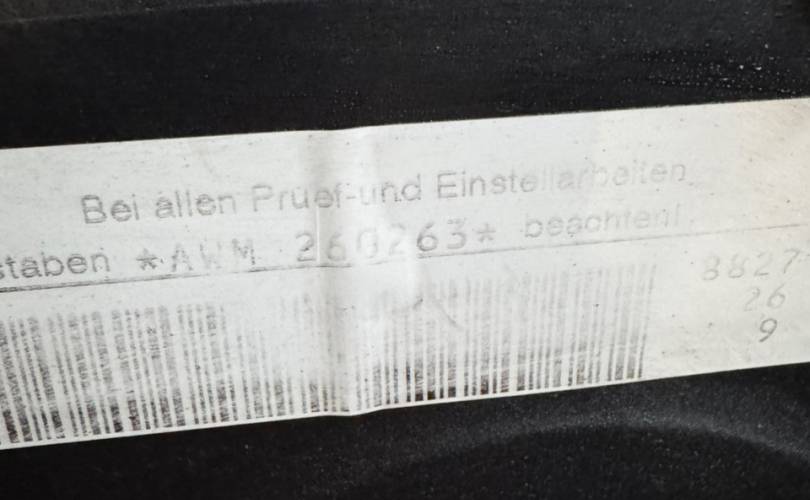 Bei allen Pruef-und Einstellarbeiten
staben *AWM 260263* beachten!
8827
26
9